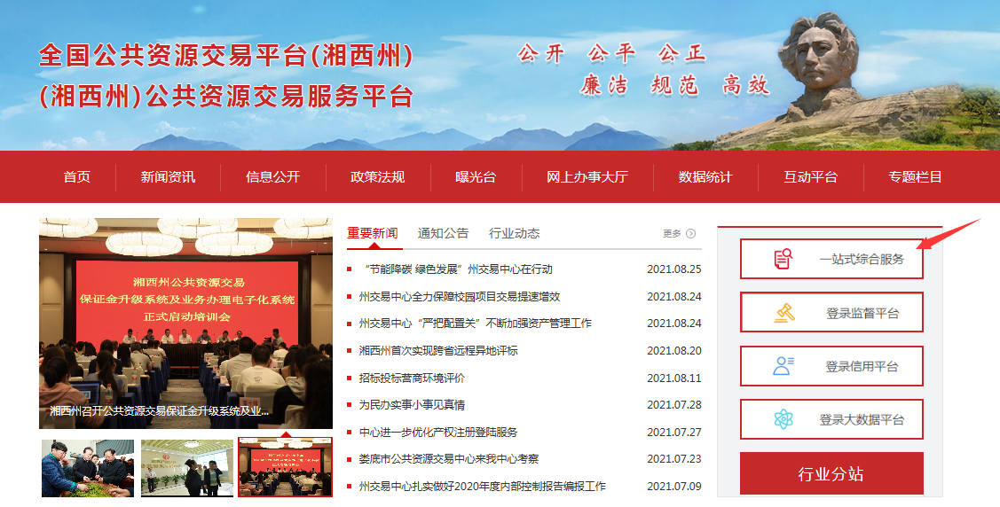 全国公共资源交易平台(湘西州)
(湘西州)公共资源交易服务平台
公开 公平 公正
廉洁 规范 高效
首页 新闻资讯 信息公开 政策法规 曝光台 网上办事大厅 数据统计 互动平台 专题栏目
湘西州公共资源交易
保证金升级系统及业务办理电子化系统
正式启动培训会
湘西州召开公共资源交易保证金升级系统及业...
重要新闻 通知公告 行业动态 更多
“节能降碳 绿色发展”州交易中心在行动 2021.08.25
州交易中心全力保障校园项目交易提速增效 2021.08.24
州交易中心“严把配置关”不断加强资产管理工作 2021.08.24
湘西州首次实现跨省远程异地评标 2021.08.20
招标投标营商环境评价 2021.08.11
为民办实事小事见真情 2021.07.28
中心进一步优化产权注册登陆服务 2021.07.27
娄底市公共资源交易中心来我中心考察 2021.07.23
州交易中心扎实做好2020年度内部控制报告编报工作 2021.07.09
一站式综合服务
登录监督平台
登录信用平台
登录大数据平台
行业分站